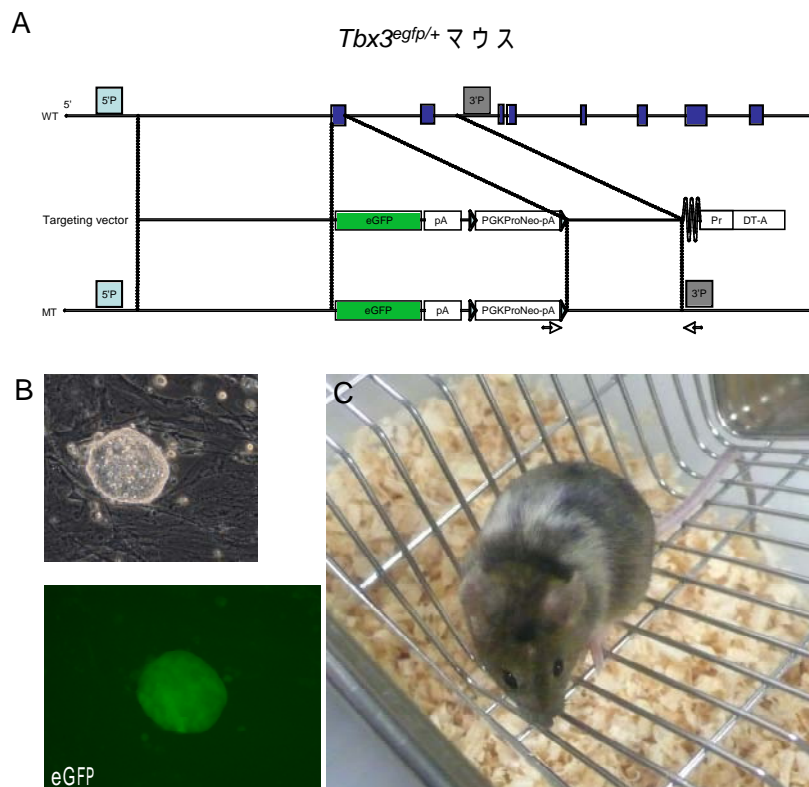 A
Tbx3egfp/+ マウス
5' 5'P 3'P
WT
Targeting vector eGFP pA PGKProNeo-pA Pr DT-A
5'P 3'P
MT eGFP pA PGKProNeo-pA
B
C
eGFP